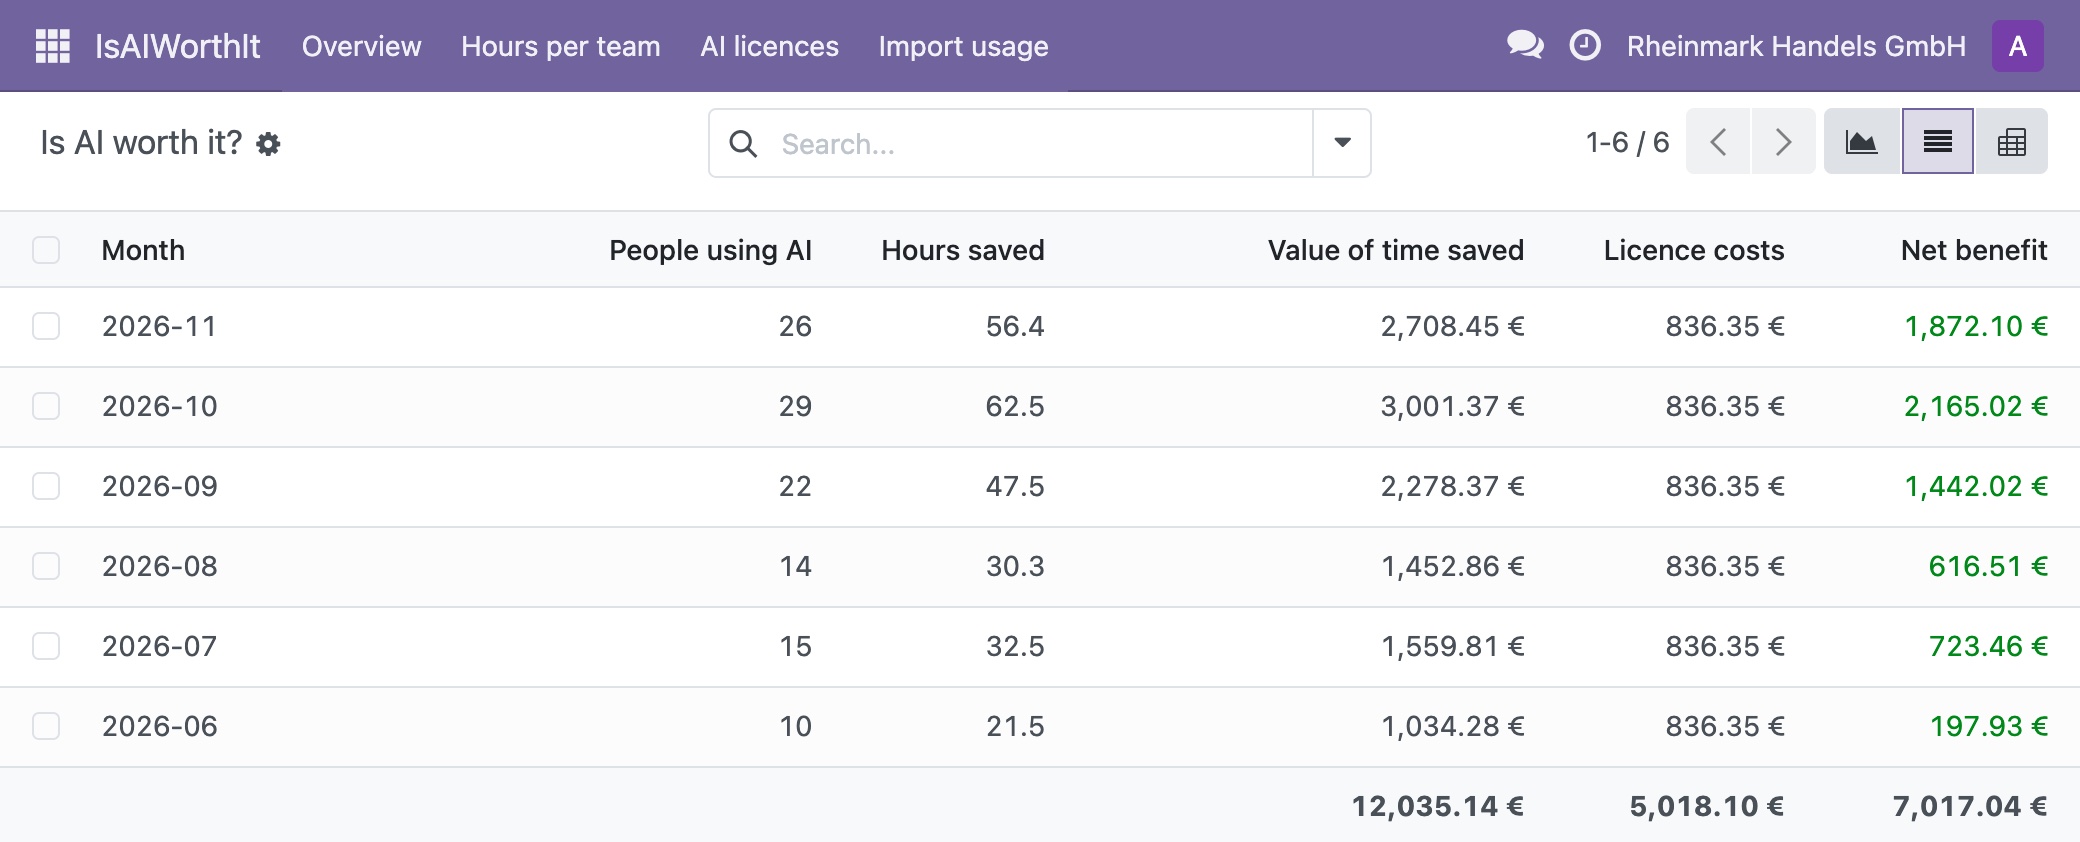 IsAIWorthIt Overview Hours per team AI licences Import usage Rheinmark Handels GmbH A
Is AI worth it? Search... 1-6 / 6
Month People using AI Hours saved Value of time saved Licence costs Net benefit
2026-11 26 56.4 2,708.45 € 836.35 € 1,872.10 €
2026-10 29 62.5 3,001.37 € 836.35 € 2,165.02 €
2026-09 22 47.5 2,278.37 € 836.35 € 1,442.02 €
2026-08 14 30.3 1,452.86 € 836.35 € 616.51 €
2026-07 15 32.5 1,559.81 € 836.35 € 723.46 €
2026-06 10 21.5 1,034.28 € 836.35 € 197.93 €
12,035.14 € 5,018.10 € 7,017.04 €